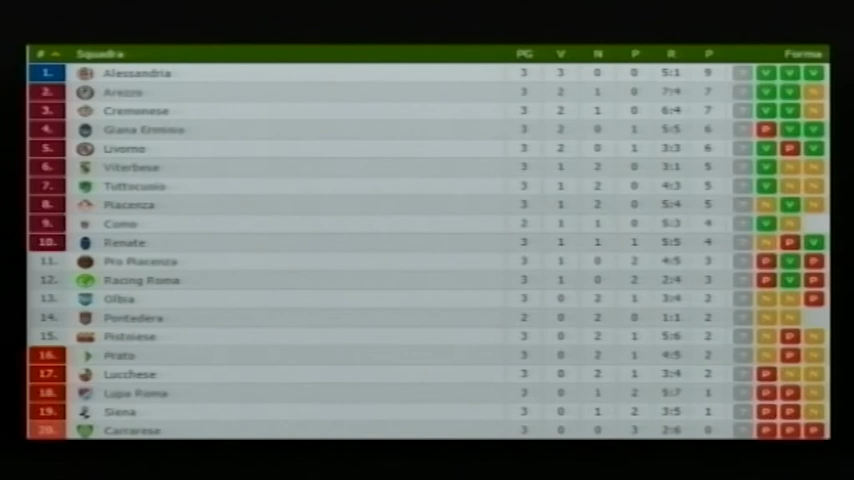 # Squadra PG V N P R P Forma
1. Alessandria 3 3 0 0 5:1 9 ? V V V
2. Arezzo 3 2 1 0 7:4 7 ? V V N
3. Cremonese 3 2 1 0 6:4 7 ? V V N
4. Giana Erminio 3 2 0 1 5:5 6 ? P V V
5. Livorno 3 2 0 1 3:3 6 ? V P V
6. Viterbese 3 1 2 0 3:1 5 ? V N N
7. Tuttocuoio 3 1 2 0 4:3 5 ? V N N
8. Piacenza 3 1 2 0 5:4 5 ? N V N
9. Como 2 1 1 0 5:3 4 ? V N
10. Renate 3 1 1 1 5:5 4 ? N P V
11. Pro Piacenza 3 1 0 2 4:5 3 ? P V P
12. Racing Roma 3 1 0 2 2:4 3 ? P V P
13. Olbia 3 0 2 1 3:4 2 ? N N P
14. Pontedera 2 0 2 0 1:1 2 ? N N
15. Pistoiese 3 0 2 1 5:6 2 ? N P N
16. Prato 3 0 2 1 4:5 2 ? N P N
17. Lucchese 3 0 2 1 3:4 2 ? P N N
18. Lupa Roma 3 0 1 2 5:7 1 ? P P N
19. Siena 3 0 1 2 3:5 1 ? P P N
20. Carrarese 3 0 0 3 2:6 0 ? P P P